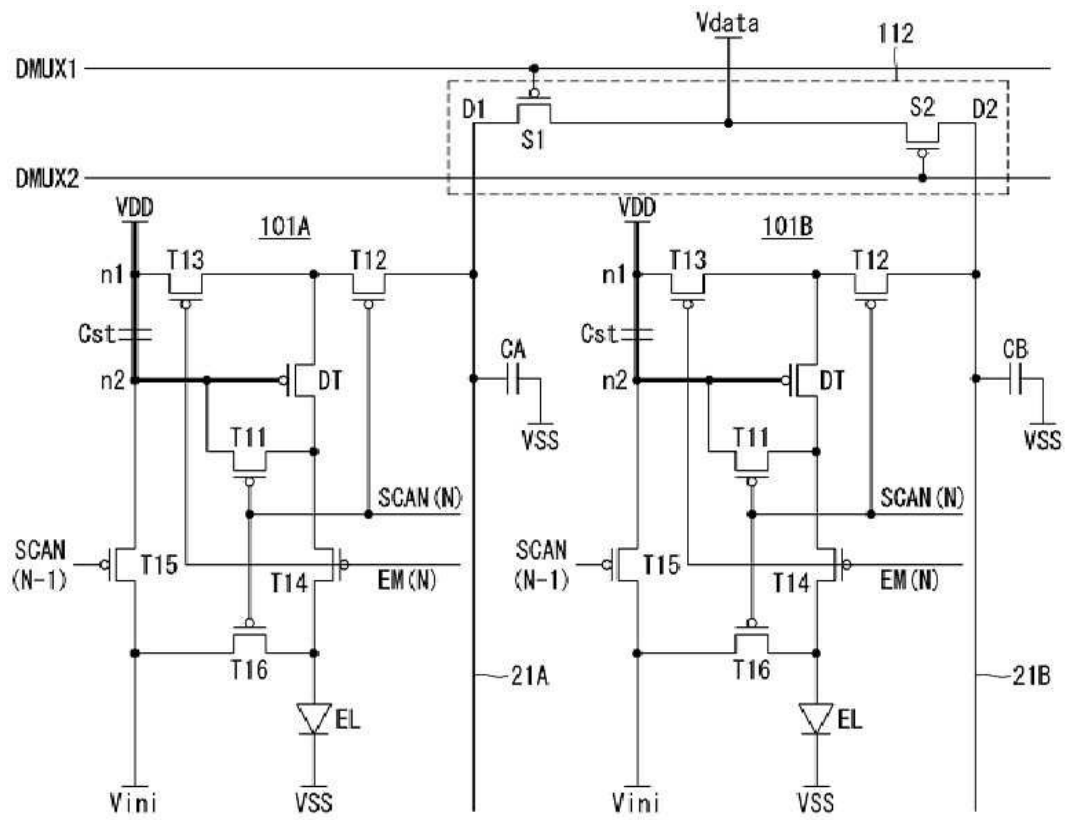 Vdata
112
DMUX1
D1
S1
S2
D2
DMUX2
VDD
101A
VDD
101B
n1
T13
T12
n1
T13
T12
Cst
CA
Cst
CB
n2
DT
n2
DT
VSS
VSS
T11
T11
SCAN(N)
SCAN(N)
SCAN
(N-1)
T15
T14
EM(N)
SCAN
(N-1)
T15
T14
EM(N)
T16
21A
T16
21B
EL
EL
Vini
VSS
Vini
VSS